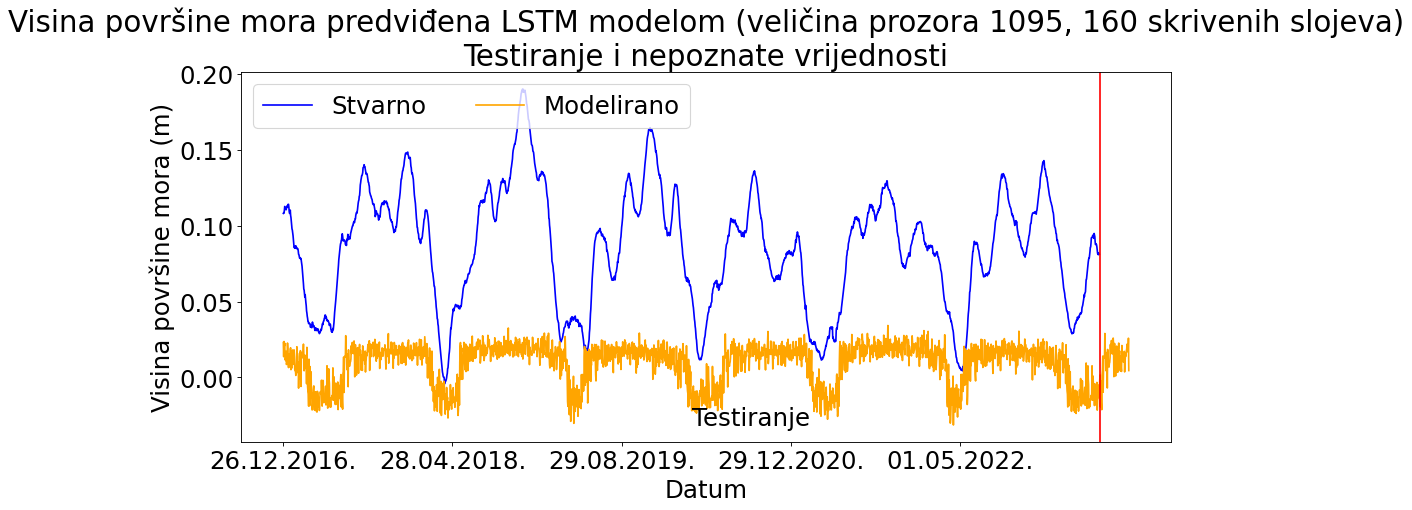 Visina površine mora predviđena LSTM modelom (veličina prozora 1095, 160 skrivenih slojeva)
Testiranje i nepoznate vrijednosti
Stvarno
Modelirano
Visina površine mora (m)
0.20
0.15
0.10
0.05
0.00
Testiranje
26.12.2016.
28.04.2018.
29.08.2019.
29.12.2020.
01.05.2022.
Datum